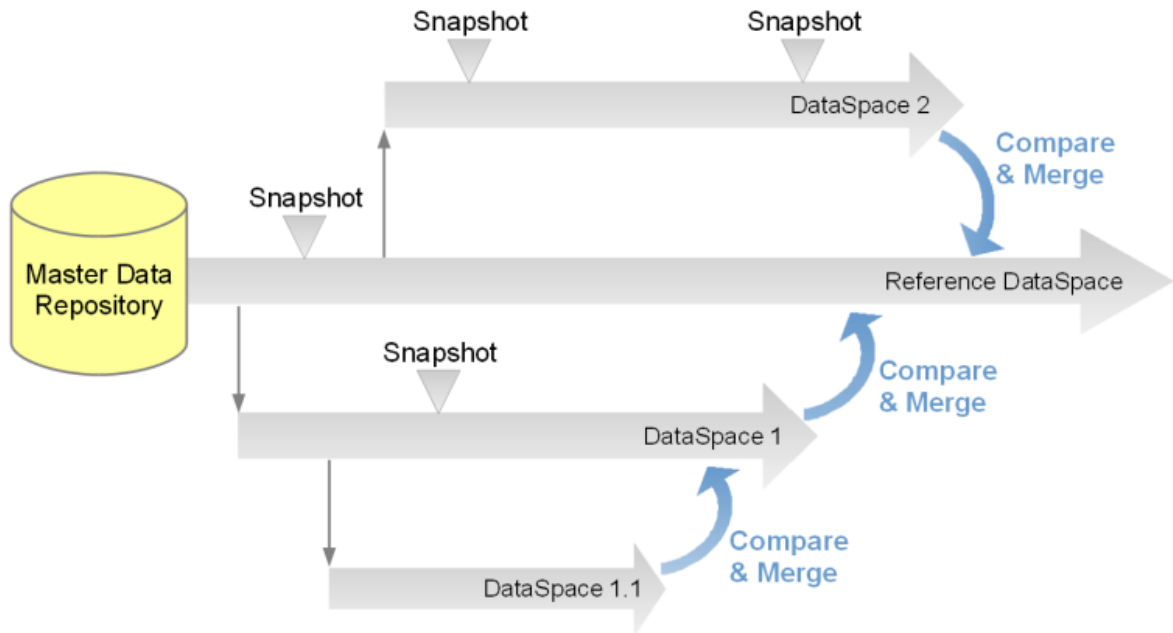 Snapshot
Snapshot
DataSpace 2
Compare
& Merge
Snapshot
Master Data
Repository
Reference DataSpace
Snapshot
Compare
& Merge
DataSpace 1
Compare
& Merge
DataSpace 1.1